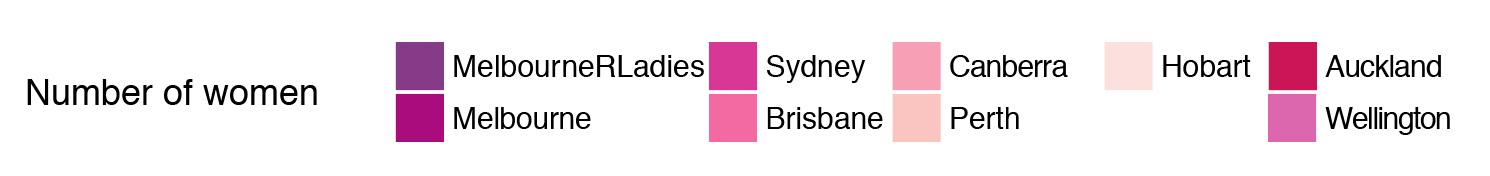 Number of women
MelbourneRLadies Sydney Canberra Hobart Auckland
Melbourne Brisbane Perth Wellington